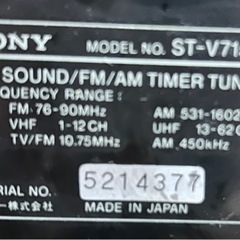 ONY MODEL NO. ST-V71
SOUND/FM/AM TIMER TUN
QUENCY RANGE:
FM 76-90MHz AM 531-1602
VHF 1-12CH UHF 13-62
TV/FM 10.75MHz AM 450kHz
RIAL NO. 5214377
ー株式会社 MADE IN JAPAN